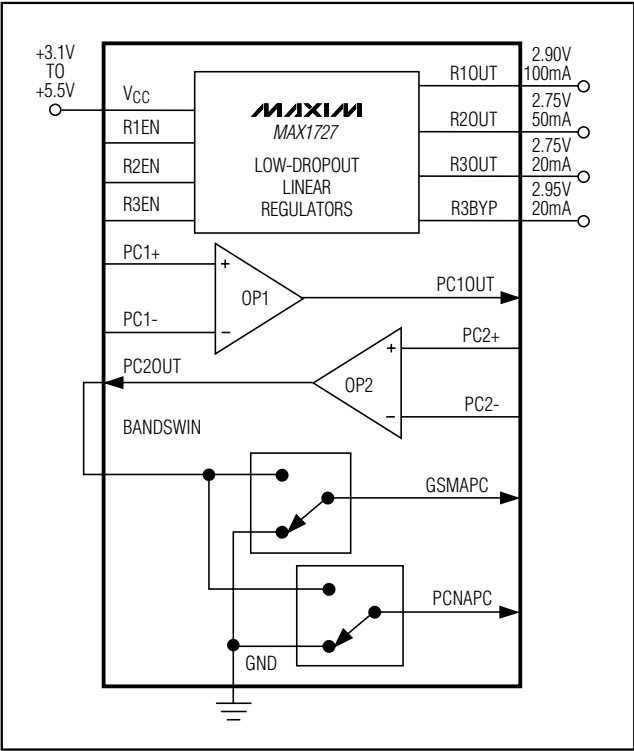 +3.1V
TO
+5.5V
VCC
R1EN
R2EN
R3EN
MAXIM
MAX1727
LOW-DROPOUT
LINEAR
REGULATORS
R1OUT
2.90V
100mA
R2OUT
2.75V
50mA
R3OUT
2.75V
20mA
R3BYP
2.95V
20mA
PC1+
+
OP1
PC1-
−
PC1OUT
PC2OUT
OP2
+
PC2+
−
PC2-
BANDSWIN
GSMAPC
PCNAPC
GND